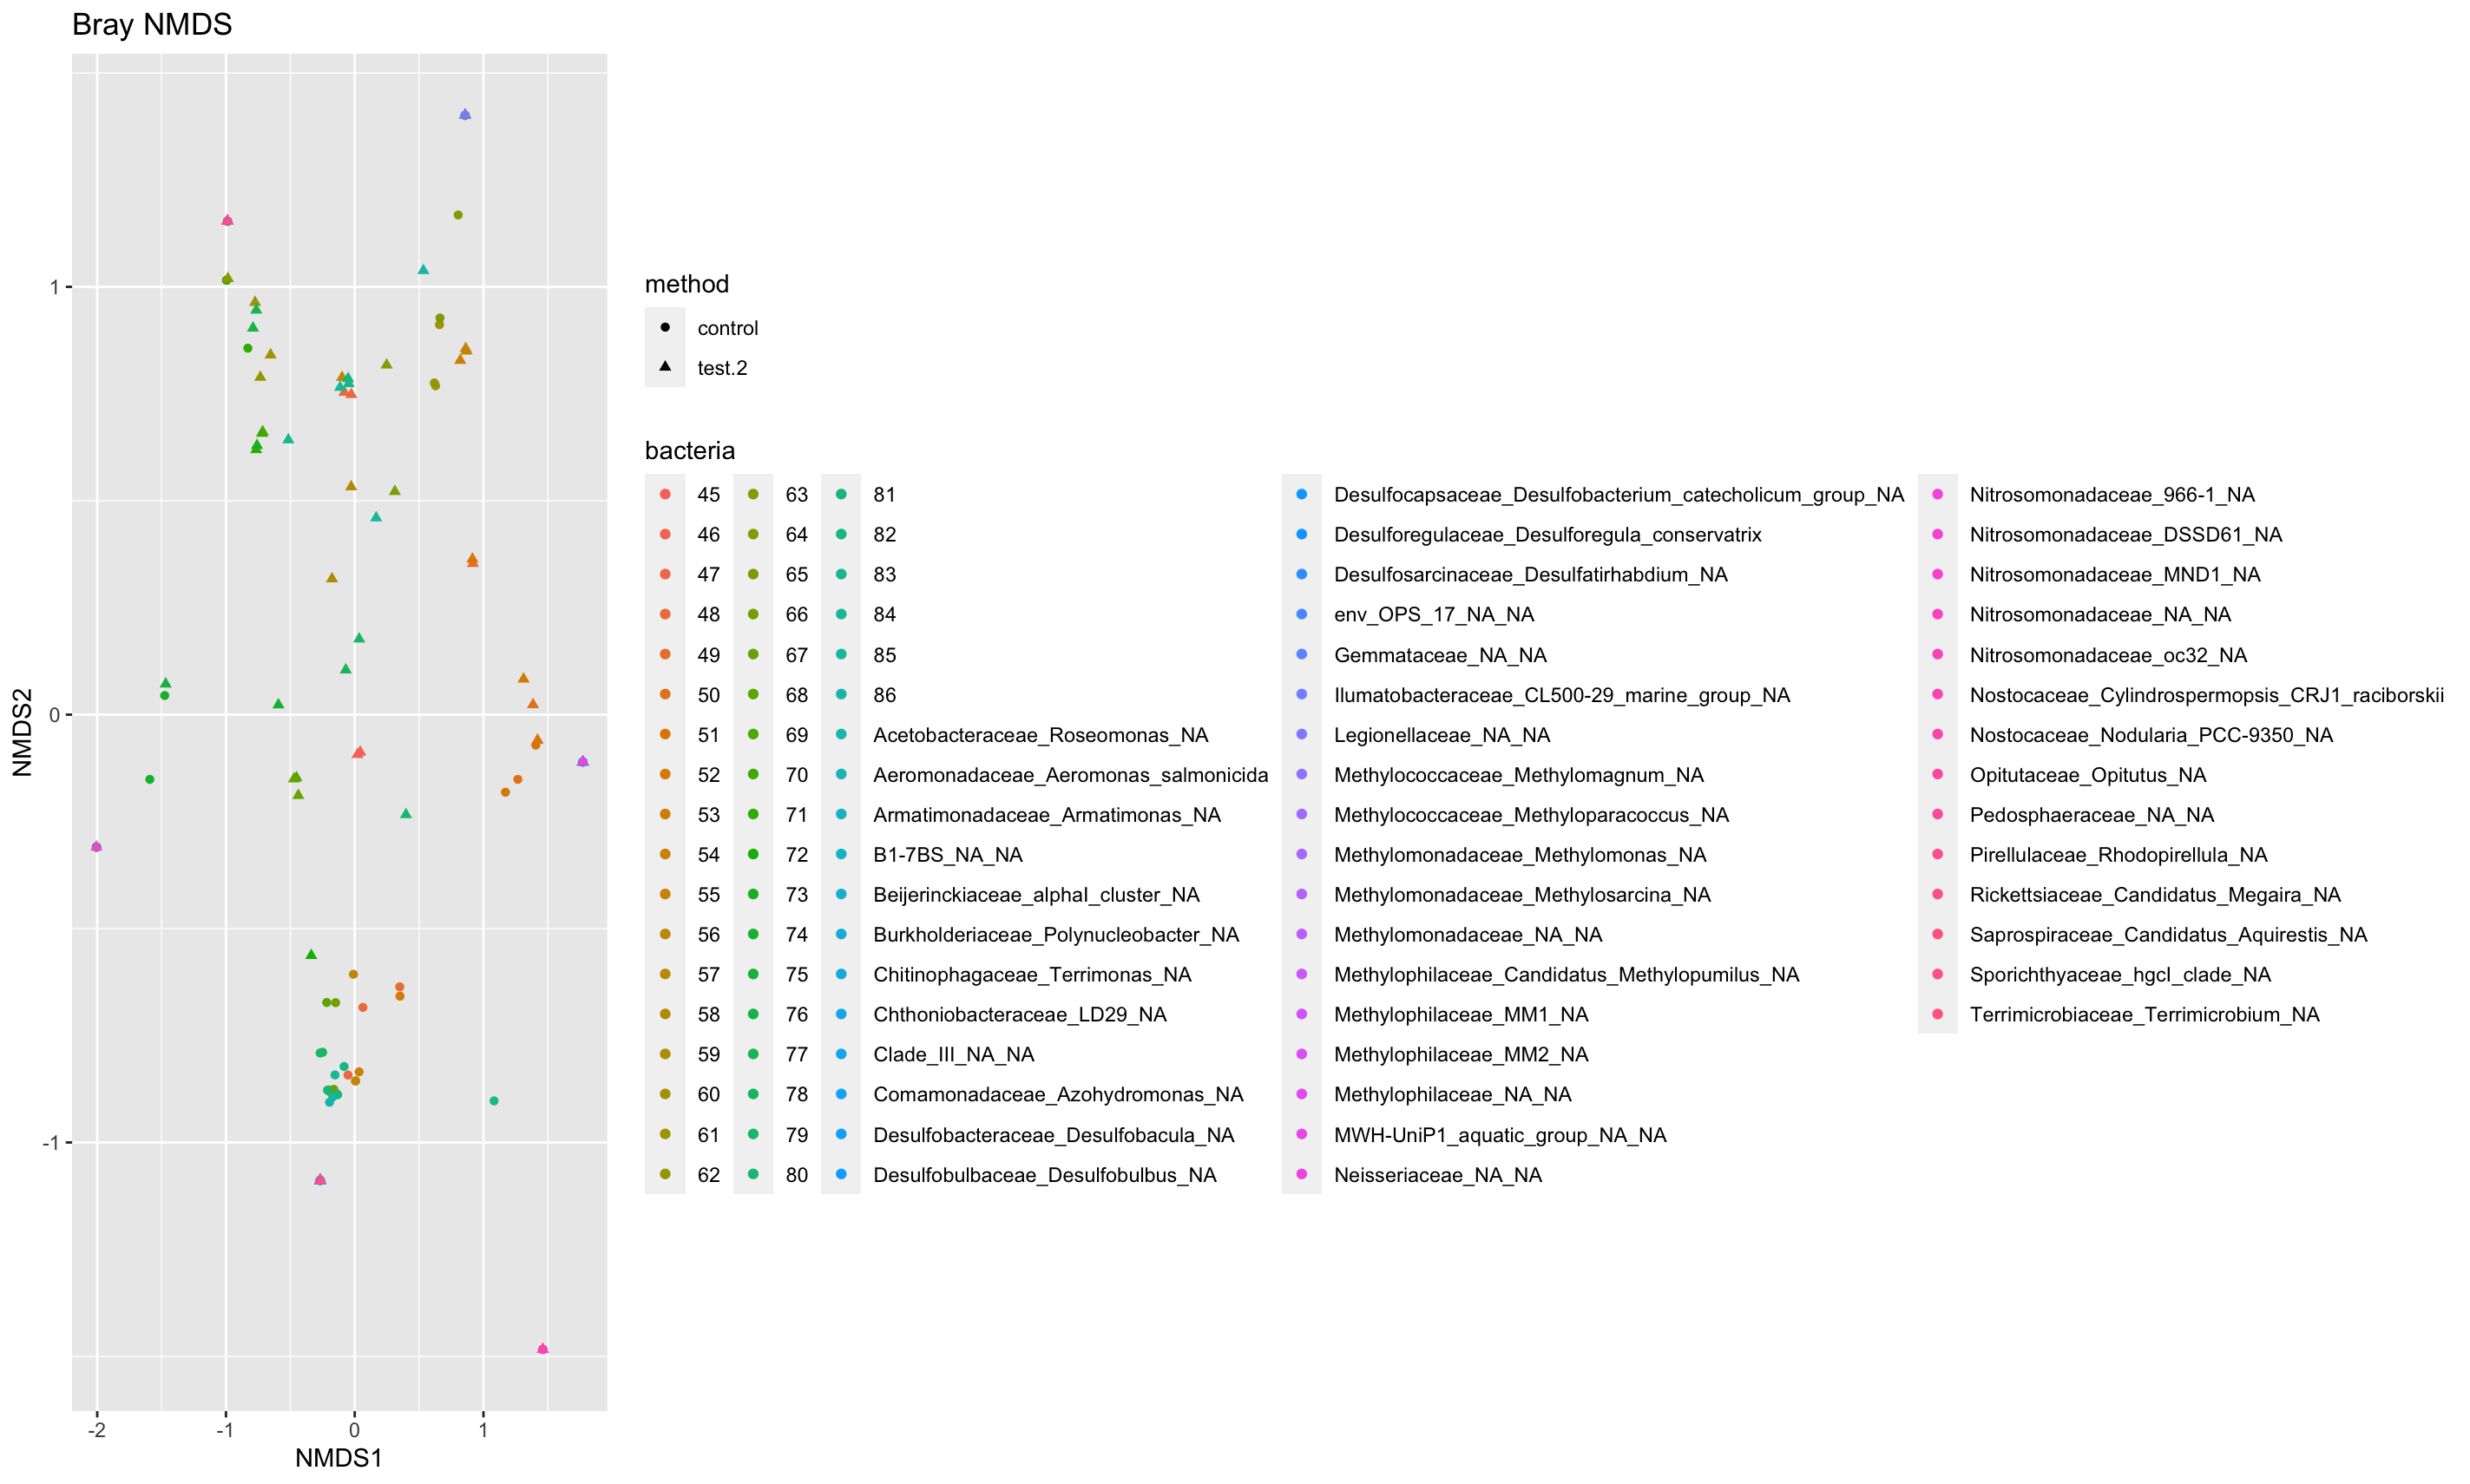 Bray NMDS
1
0
-1
NMDS2
-2
-1
0
1
NMDS1
method
control
test.2
bacteria
45
46
47
48
49
50
51
52
53
54
55
56
57
58
59
60
61
62
63
64
65
66
67
68
69
70
71
72
73
74
75
76
77
78
79
80
81
82
83
84
85
86
Acetobacteraceae_Roseomonas_NA
Aeromonadaceae_Aeromonas_salmonicida
Armatimonadaceae_Armatimonas_NA
B1-7BS_NA_NA
Beijerinckiaceae_alphaI_cluster_NA
Burkholderiaceae_Polynucleobacter_NA
Chitinophagaceae_Terrimonas_NA
Chthoniobacteraceae_LD29_NA
Clade_III_NA_NA
Comamonadaceae_Azohydromonas_NA
Desulfobacteraceae_Desulfobacula_NA
Desulfobulbaceae_Desulfobulbus_NA
Desulfocapsaceae_Desulfobacterium_catecholicum_group_NA
Desulforegulaceae_Desulforegula_conservatrix
Desulfosarcinaceae_Desulfatirhabdium_NA
env_OPS_17_NA_NA
Gemmataceae_NA_NA
Ilumatobacteraceae_CL500-29_marine_group_NA
Legionellaceae_NA_NA
Methylococcaceae_Methylomagnum_NA
Methylococcaceae_Methyloparacoccus_NA
Methylomonadaceae_Methylomonas_NA
Methylomonadaceae_Methylosarcina_NA
Methylomonadaceae_NA_NA
Methylophilaceae_Candidatus_Methylopumilus_NA
Methylophilaceae_MM1_NA
Methylophilaceae_MM2_NA
Methylophilaceae_NA_NA
MWH-UniP1_aquatic_group_NA_NA
Neisseriaceae_NA_NA
Nitrosomonadaceae_966-1_NA
Nitrosomonadaceae_DSSD61_NA
Nitrosomonadaceae_MND1_NA
Nitrosomonadaceae_NA_NA
Nitrosomonadaceae_oc32_NA
Nostocaceae_Cylindrospermopsis_CRJ1_raciborskii
Nostocaceae_Nodularia_PCC-9350_NA
Opitutaceae_Opitutus_NA
Pedosphaeraceae_NA_NA
Pirellulaceae_Rhodopirellula_NA
Rickettsiaceae_Candidatus_Megaira_NA
Saprospiraceae_Candidatus_Aquirestis_NA
Sporichthyaceae_hgcI_clade_NA
Terrimicrobiaceae_Terrimicrobium_NA